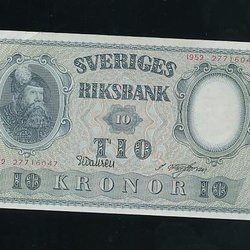 SVERIGES
1952 27716047
RIKSBANK
10
1952 27716047
TIO
10 KRONOR 10